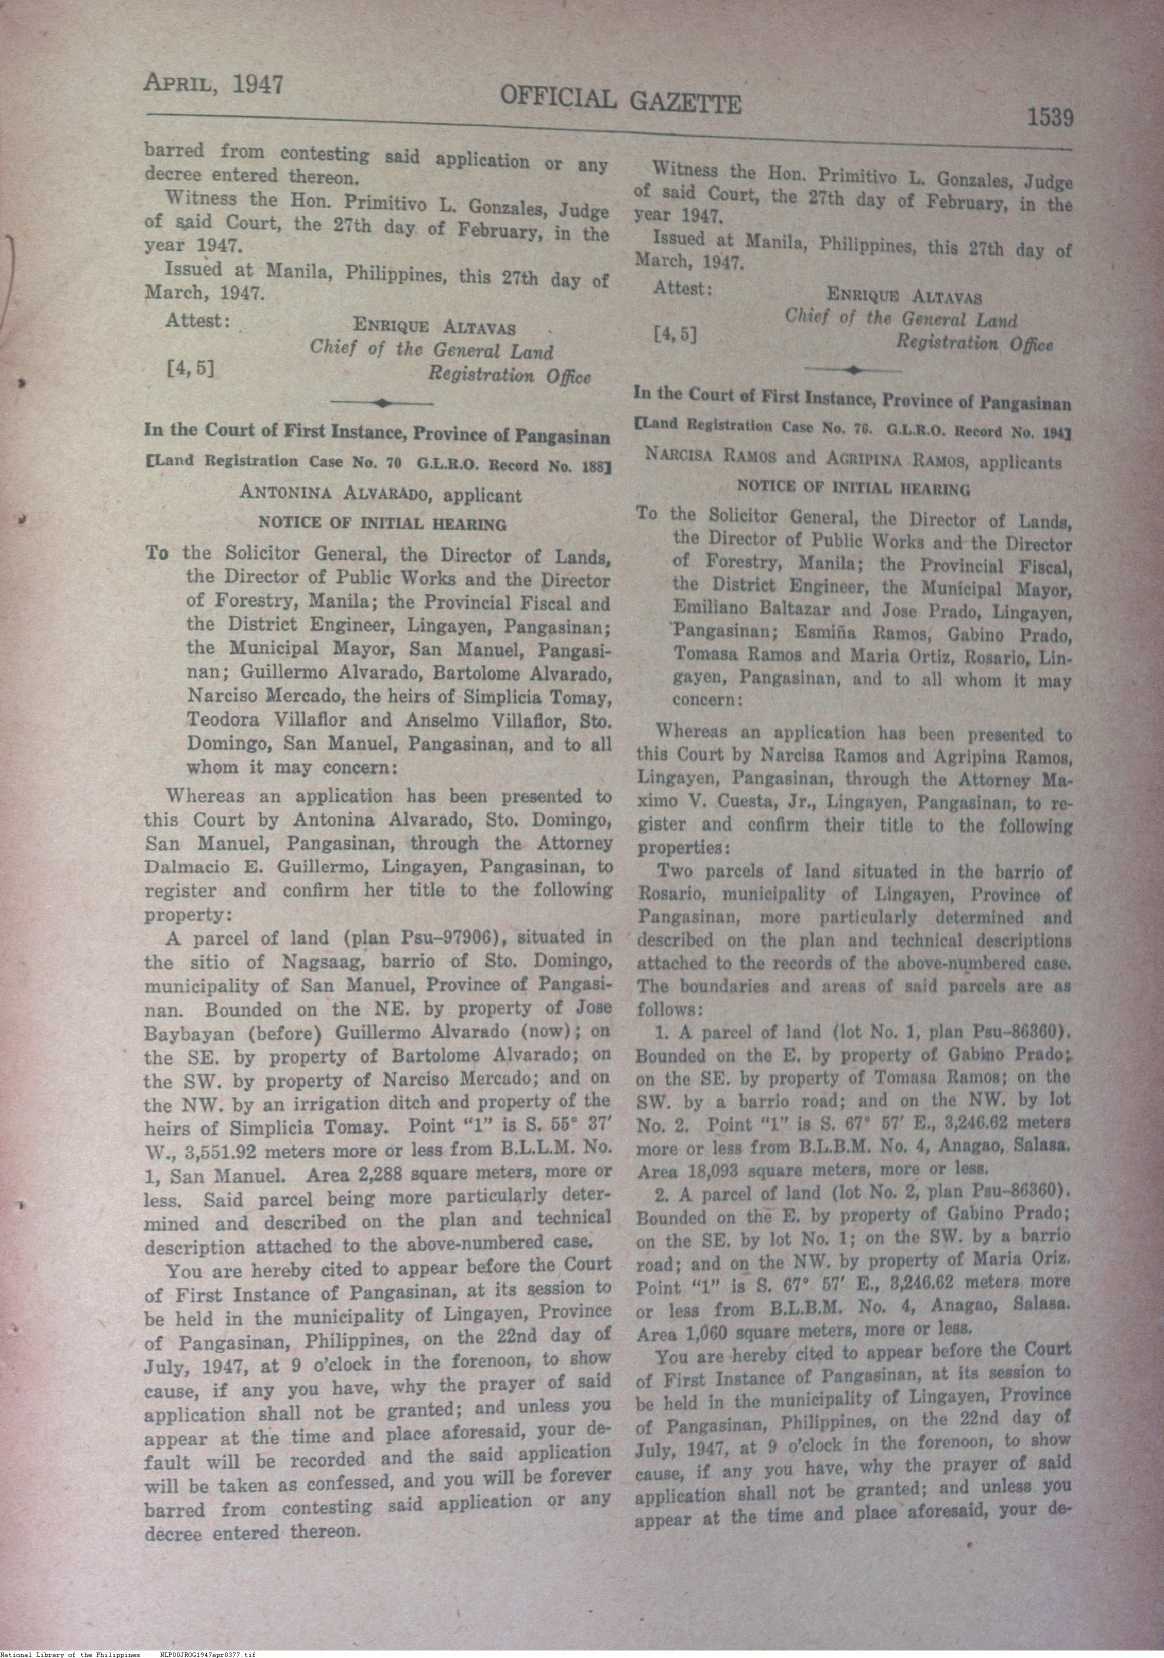 APRIL, 1947
OFFICIAL GAZETTE
1539
barred from contesting said application or any
decree entered thereon.
Witness the Hon. Primitivo L. Gonzales, Judge
of said Court, the 27th day of February, in the
year 1947.
Issued at Manila, Philippines, this 27th day of
March, 1947.
Attest:
ENRIQUE ALTAVAS
Chief of the General Land
[4, 5]
Registration Office
In the Court of First Instance, Province of Pangasinan
[Land Registration Case No. 70 G.L.R.O. Record No. 188]
ANTONINA ALVARADO, applicant
NOTICE OF INITIAL HEARING
To the Solicitor General, the Director of Lands,
the Director of Public Works and the Director
of Forestry, Manila; the Provincial Fiscal and
the District Engineer, Lingayen, Pangasinan;
the Municipal Mayor, San Manuel, Pangasi-
nan; Guillermo Alvarado, Bartolome Alvarado,
Narciso Mercado, the heirs of Simplicia Tomay,
Teodora Villaflor and Anselmo Villaflor, Sto.
Domingo, San Manuel, Pangasinan, and to all
whom it may concern:
Whereas an application has been presented to
this Court by Antonina Alvarado, Sto. Domingo,
San Manuel, Pangasinan, through the Attorney
Dalmacio E. Guillermo, Lingayen, Pangasinan, to
register and confirm her title to the following
property:
A parcel of land (plan Psu–97906), situated in
the sitio of Nagsaag, barrio of Sto. Domingo,
municipality of San Manuel, Province of Pangasi-
nan. Bounded on the NE. by property of Jose
Baybayan (before) Guillermo Alvarado (now); on
the SE. by property of Bartolome Alvarado; on
the SW. by property of Narciso Mercado; and on
the NW. by an irrigation ditch and property of the
heirs of Simplicia Tomay. Point “1” is S. 55° 37′
W., 3,551.92 meters more or less from B.L.L.M. No.
1, San Manuel. Area 2,288 square meters, more or
less. Said parcel being more particularly deter-
mined and described on the plan and technical
description attached to the above-numbered case.
You are hereby cited to appear before the Court
of First Instance of Pangasinan, at its session to
be held in the municipality of Lingayen, Province
of Pangasinan, Philippines, on the 22nd day of
July, 1947, at 9 o’clock in the forenoon, to show
cause, if any you have, why the prayer of said
application shall not be granted; and unless you
appear at the time and place aforesaid, your de-
fault will be recorded and the said application
will be taken as confessed, and you will be forever
barred from contesting said application or any
decree entered thereon.
Witness the Hon. Primitivo L. Gonzales, Judge
of said Court, the 27th day of February, in the
year 1947.
Issued at Manila, Philippines, this 27th day of
March, 1947.
Attest:
ENRIQUE ALTAVAS
Chief of the General Land
[4, 5]
Registration Office
In the Court of First Instance, Province of Pangasinan
[Land Registration Case No. 76. G.L.R.O. Record No. 194]
NARCISA RAMOS and AGRIPINA RAMOS, applicants
NOTICE OF INITIAL HEARING
To the Solicitor General, the Director of Lands,
the Director of Public Works and the Director
of Forestry, Manila; the Provincial Fiscal,
the District Engineer, the Municipal Mayor,
Emiliano Baltazar and Jose Prado, Lingayen,
Pangasinan; Esmiña Ramos, Gabino Prado,
Tomasa Ramos and Maria Ortiz, Rosario, Lin-
gayen, Pangasinan, and to all whom it may
concern:
Whereas an application has been presented to
this Court by Narcisa Ramos and Agripina Ramos,
Lingayen, Pangasinan, through the Attorney Ma-
ximo V. Cuesta, Jr., Lingayen, Pangasinan, to re-
gister and confirm their title to the following
properties:
Two parcels of land situated in the barrio of
Rosario, municipality of Lingayen, Province of
Pangasinan, more particularly determined and
described on the plan and technical descriptions
attached to the records of the above-numbered case.
The boundaries and areas of said parcels are as
follows:
1. A parcel of land (lot No. 1, plan Psu–86360).
Bounded on the E. by property of Gabino Prado;
on the SE. by property of Tomasa Ramos; on the
SW. by a barrio road; and on the NW. by lot
No. 2. Point “1” is S. 67° 57′ E., 3,246.62 meters
more or less from B.L.B.M. No. 4, Anagao, Salasa.
Area 18,093 square meters, more or less.
2. A parcel of land (lot No. 2, plan Psu–86360).
Bounded on the E. by property of Gabino Prado;
on the SE. by lot No. 1; on the SW. by a barrio
road; and on the NW. by property of Maria Oriz.
Point “1” is S. 67° 57′ E., 3,246.62 meters more
or less from B.L.B.M. No. 4, Anagao, Salasa.
Area 1,060 square meters, more or less.
You are hereby cited to appear before the Court
of First Instance of Pangasinan, at its session to
be held in the municipality of Lingayen, Province
of Pangasinan, Philippines, on the 22nd day of
July, 1947, at 9 o’clock in the forenoon, to show
cause, if any you have, why the prayer of said
application shall not be granted; and unless you
appear at the time and place aforesaid, your de-
National Library of the Philippines NLP00JROG1947apr0377.tif